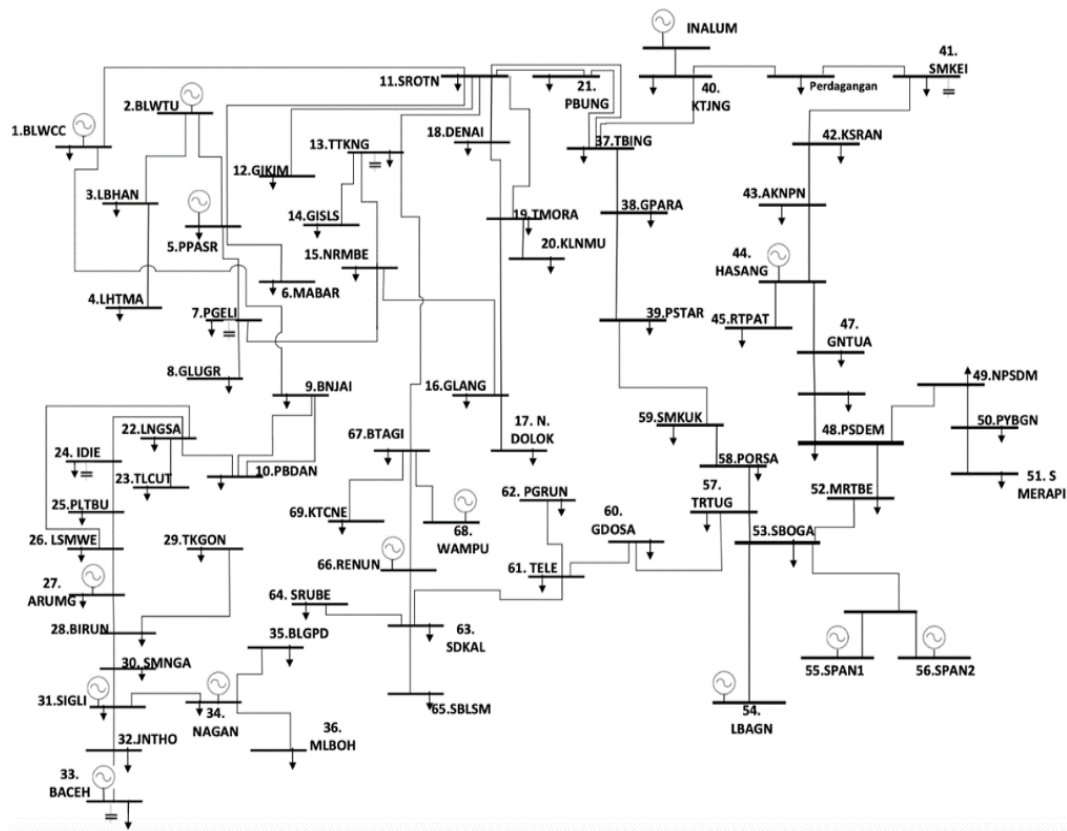 INALUM
41.
SMKEI
11.SROTN
21.
PBUNG
40.
KTJNG
Perdagangan
2.BLWTU
1.BLWCC
13.TTKNG
18.DENAI
37.TBING
42.KSRAN
12.GIKIM
3.LBHAN
43.AKNPN
14.GISLS
19.TMORA
38.GPARA
5.PPASR
20.KLNMU
44.
HASANG
15.NRMBE
6.MABAR
4.LHTMA
7.PGELI
39.PSTAR
45.RTPAT
47.
GNTUA
8.GLUGR
9.BNJAI
16.GLANG
49.NPSDM
17. N.
DOLOK
59.SMKUK
48.PSDEM
50.PYBGN
22.LNGSA
67.BTAGI
24. IDIE
10.PBDAN
58.PORSA
51. S
MERAPI
23.TLCUT
57.
TRTUG
52.MRTBE
62. PGRUN
60.
GDOSA
25.PLTBU
69.KTCNE
68.
WAMPU
53.SBOGA
26. LSMWE
29.TKGON
66.RENUN
61. TELE
27.
ARUMG
64. SRUBE
28.BIRUN
35.BLGPD
63.
SDKAL
30. SMNGA
55.SPAN1
56.SPAN2
31.SIGLI
34.
NAGAN
65.SBLSM
54.
LBAGN
36.
MLBOH
32.JNTHO
33.
BACEH